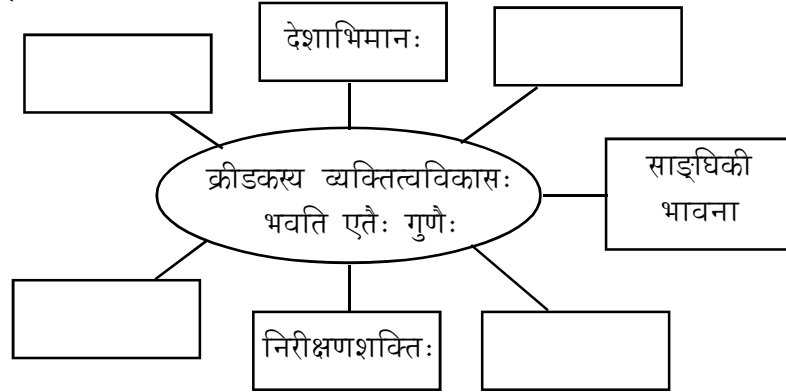 देशाभिमानः
क्रीडकस्य व्यक्तित्वविकासः
भवति एतैः गुणैः
साङ्घिकी
भावना
निरीक्षणशक्तिः